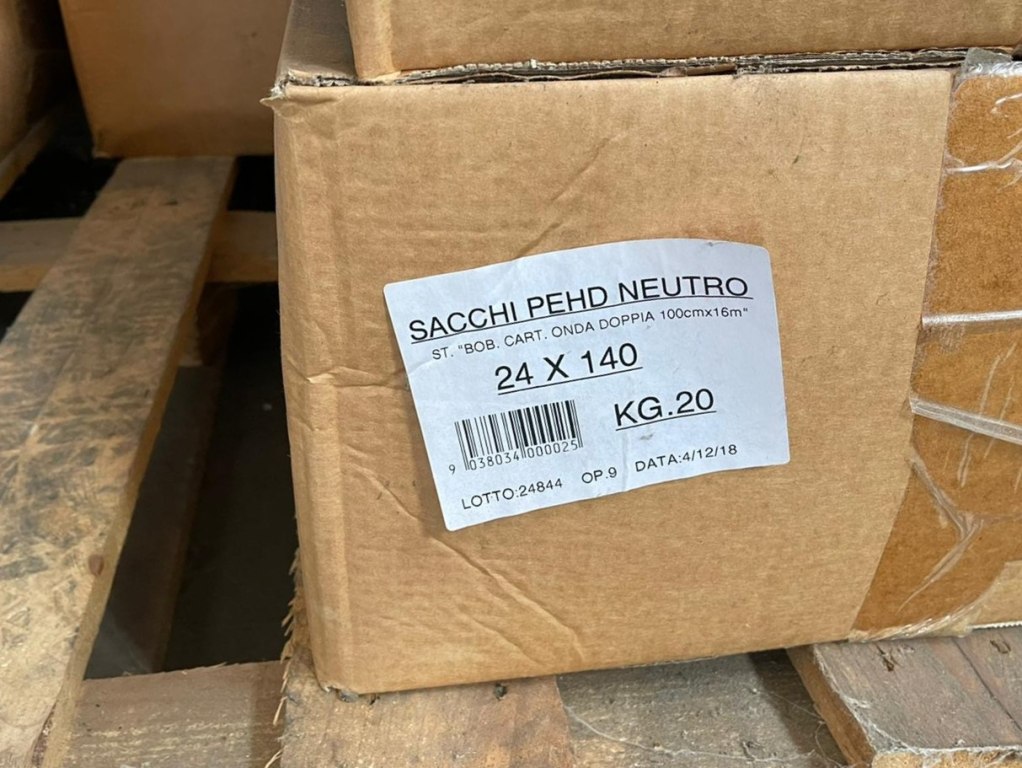 SACCHI PEHD NEUTRO
ST. "BOB. CART. ONDA DOPPIA 100cmx16m"
24 X 140
KG.20
9 038034 000025
LOTTO:24844 OP.9 DATA:4/12/18